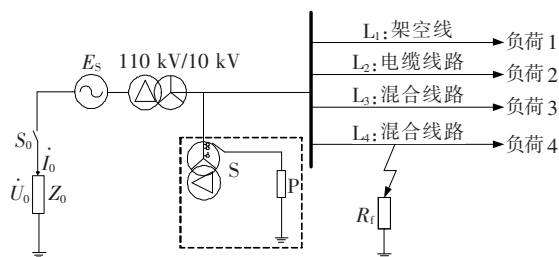 E_S
110 kV/10 kV
L₁:架空线
负荷1
L₂:电缆线路
负荷2
L₃:混合线路
负荷3
L₄:混合线路
负荷4
S₀
İ₀
U̇₀
Z₀
S
P
R_f